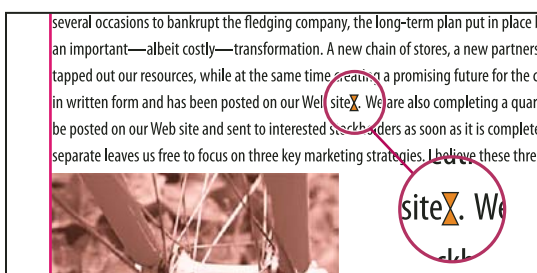 several occasions to bankrupt the fledging company, the long-term plan put in place
an important—albeit costly—transformation. A new chain of stores, a new partners
tapped out our resources, while at the same time creating a promising future for the
in written form and has been posted on our Web site. We are also completing a quar
be posted on our Web site and sent to interested stockholders as soon as it is complete
separate leaves us free to focus on three key marketing strategies. I believe these thre
site. We